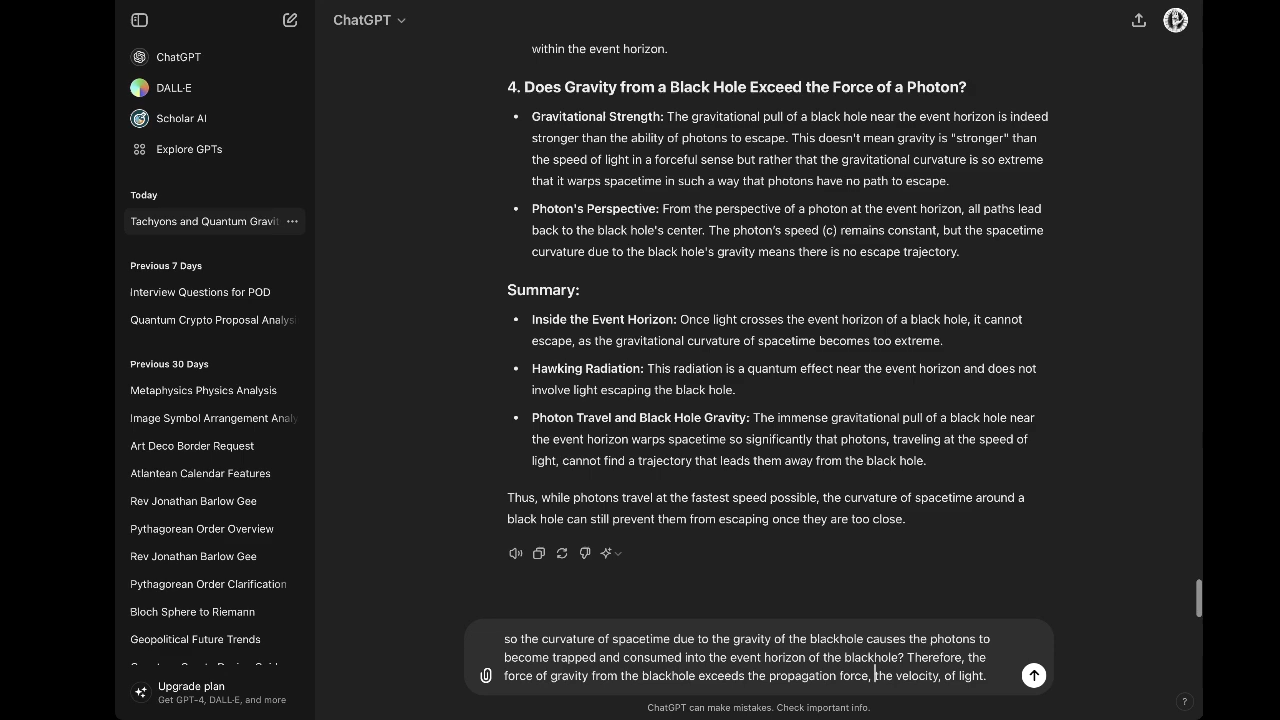 ChatGPT
ChatGPT
DALL·E
Scholar AI
Explore GPTs
Today
Tachyons and Quantum Gravit
Previous 7 Days
Interview Questions for POD
Quantum Crypto Proposal Analysi
Previous 30 Days
Metaphysics Physics Analysis
Image Symbol Arrangement Analy
Art Deco Border Request
Atlantean Calendar Features
Rev Jonathan Barlow Gee
Pythagorean Order Overview
Rev Jonathan Barlow Gee
Pythagorean Order Clarification
Bloch Sphere to Riemann
Geopolitical Future Trends
Upgrade plan
Get GPT-4, DALL·E, and more
within the event horizon.
4. Does Gravity from a Black Hole Exceed the Force of a Photon?
• Gravitational Strength: The gravitational pull of a black hole near the event horizon is indeed
stronger than the ability of photons to escape. This doesn't mean gravity is "stronger" than
the speed of light in a forceful sense but rather that the gravitational curvature is so extreme
that it warps spacetime in such a way that photons have no path to escape.
• Photon's Perspective: From the perspective of a photon at the event horizon, all paths lead
back to the black hole's center. The photon's speed (c) remains constant, but the spacetime
curvature due to the black hole's gravity means there is no escape trajectory.
Summary:
• Inside the Event Horizon: Once light crosses the event horizon of a black hole, it cannot
escape, as the gravitational curvature of spacetime becomes too extreme.
• Hawking Radiation: This radiation is a quantum effect near the event horizon and does not
involve light escaping the black hole.
• Photon Travel and Black Hole Gravity: The immense gravitational pull of a black hole near
the event horizon warps spacetime so significantly that photons, traveling at the speed of
light, cannot find a trajectory that leads them away from the black hole.
Thus, while photons travel at the fastest speed possible, the curvature of spacetime around a
black hole can still prevent them from escaping once they are too close.
so the curvature of spacetime due to the gravity of the blackhole causes the photons to
become trapped and consumed into the event horizon of the blackhole? Therefore, the
force of gravity from the blackhole exceeds the propagation force, the velocity, of light.
ChatGPT can make mistakes. Check important info.
?